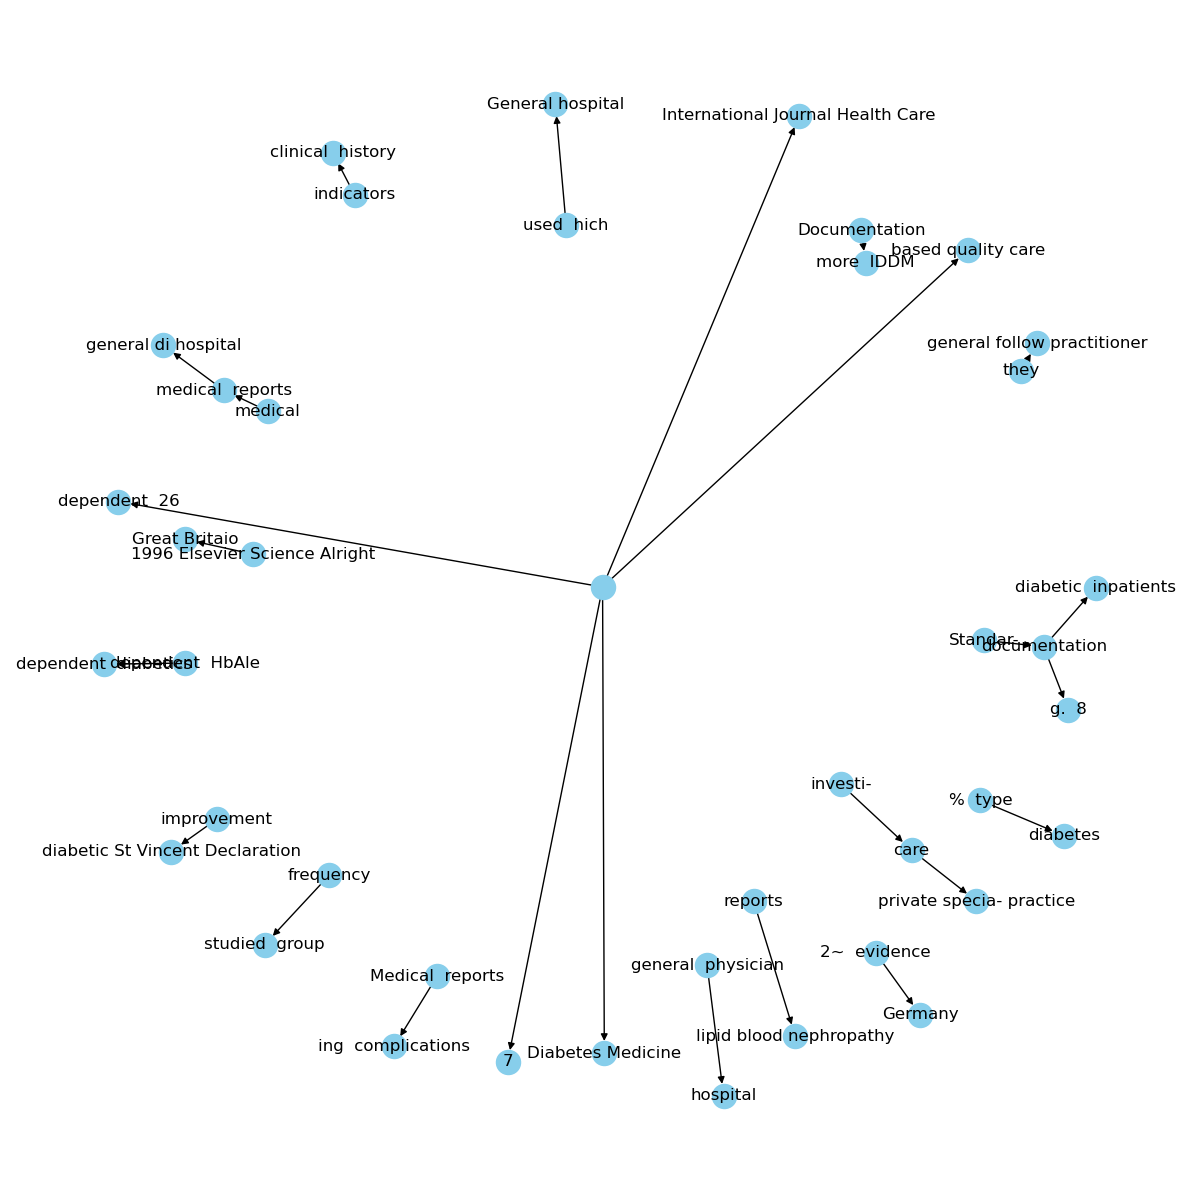 General hospital
International Journal Health Care
clinical  history
indicators
used  hich
Documentation
based quality care
more  IDDM
general follow practitioner
they
general di hospital
medical  reports
medical
dependent  26
Great Britaio
1996 Elsevier Science Alright
diabetic  inpatients
Standar-
documentation
dependent  diabetics
dependent  HbAle
g.  8
investi-
%  type
improvement
diabetes
diabetic St Vincent Declaration
care
frequency
reports
private specia- practice
studied  group
2~  evidence
general  physician
Medical  reports
Germany
lipid blood nephropathy
ing  complications
Diabetes Medicine
7
hospital